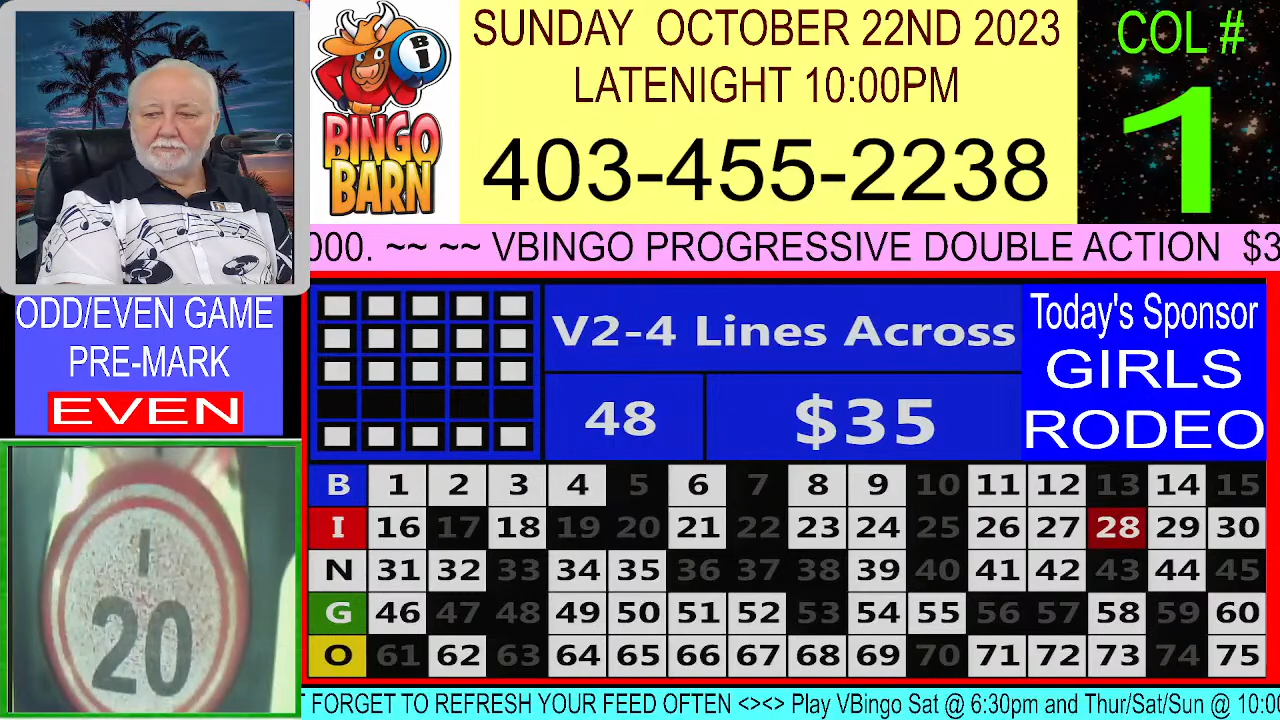 BI
BINGO
BARN
SUNDAY OCTOBER 22ND 2023
LATENIGHT 10:00PM
403-455-2238
COL #
1
000. ~~ ~~ VBINGO PROGRESSIVE DOUBLE ACTION $3
ODD/EVEN GAME
PRE-MARK
EVEN
V2-4 Lines Across
48
$35
Today's Sponsor
GIRLS
RODEO
B 1 2 3 4 5 6 7 8 9 10 11 12 13 14 15
I 16 17 18 19 20 21 22 23 24 25 26 27 28 29 30
N 31 32 33 34 35 36 37 38 39 40 41 42 43 44 45
G 46 47 48 49 50 51 52 53 54 55 56 57 58 59 60
O 61 62 63 64 65 66 67 68 69 70 71 72 73 74 75
I
20
FORGET TO REFRESH YOUR FEED OFTEN <><> Play VBingo Sat @ 6:30pm and Thur/Sat/Sun @ 10:0